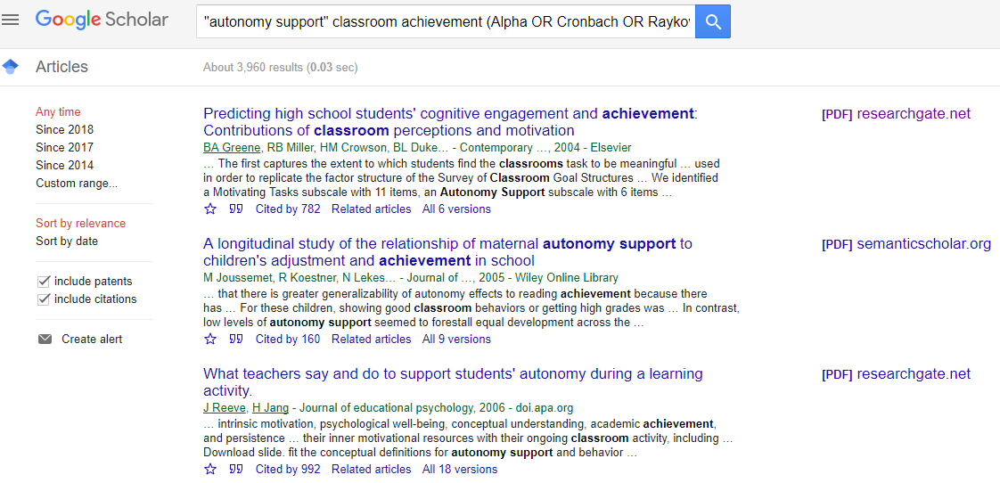 Google Scholar
"autonomy support" classroom achievement (Alpha OR Cronbach OR Raykov
Articles
About 3,960 results (0.03 sec)
Any time
Since 2018
Since 2017
Since 2014
Custom range...
Sort by relevance
Sort by date
include patents
include citations
Create alert
Predicting high school students' cognitive engagement and achievement:
Contributions of classroom perceptions and motivation
BA Greene, RB Miller, HM Crowson, BL Duke… - Contemporary …, 2004 - Elsevier
… The first captures the extent to which students find the classrooms task to be meaningful … used
in order to replicate the factor structure of the Survey of Classroom Goal Structures … We identified
a Motivating Tasks subscale with 11 items, an Autonomy Support subscale with 6 items …
Cited by 782 Related articles All 6 versions
[PDF] researchgate.net
A longitudinal study of the relationship of maternal autonomy support to
children's adjustment and achievement in school
M Joussemet, R Koestner, N Lekes… - Journal of …, 2005 - Wiley Online Library
… that there is greater generalizability of autonomy effects to reading achievement because there
has … For these children, showing good classroom behaviors or getting high grades was … In contrast,
low levels of autonomy support seemed to forestall equal development across the …
Cited by 160 Related articles All 9 versions
[PDF] semanticscholar.org
What teachers say and do to support students' autonomy during a learning
activity.
J Reeve, H Jang - Journal of educational psychology, 2006 - doi.apa.org
… intrinsic motivation, psychological well-being, conceptual understanding, academic achievement,
and persistence … their inner motivational resources with their ongoing classroom activity, including …
Download slide. fit the conceptual definitions for autonomy support and behavior …
Cited by 992 Related articles All 18 versions
[PDF] researchgate.net